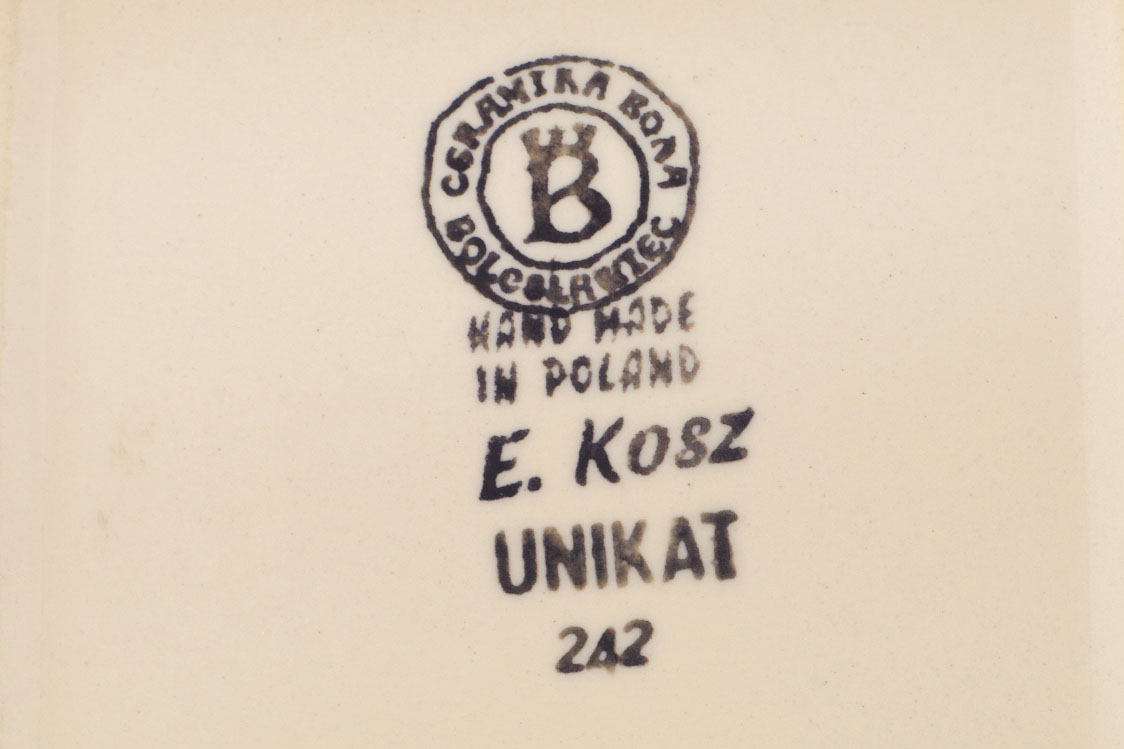 CERAMIKA BONA
B
BOLESŁAWIEC
HAND MADE
IN POLAND
E. KOSZ
UNIKAT
242